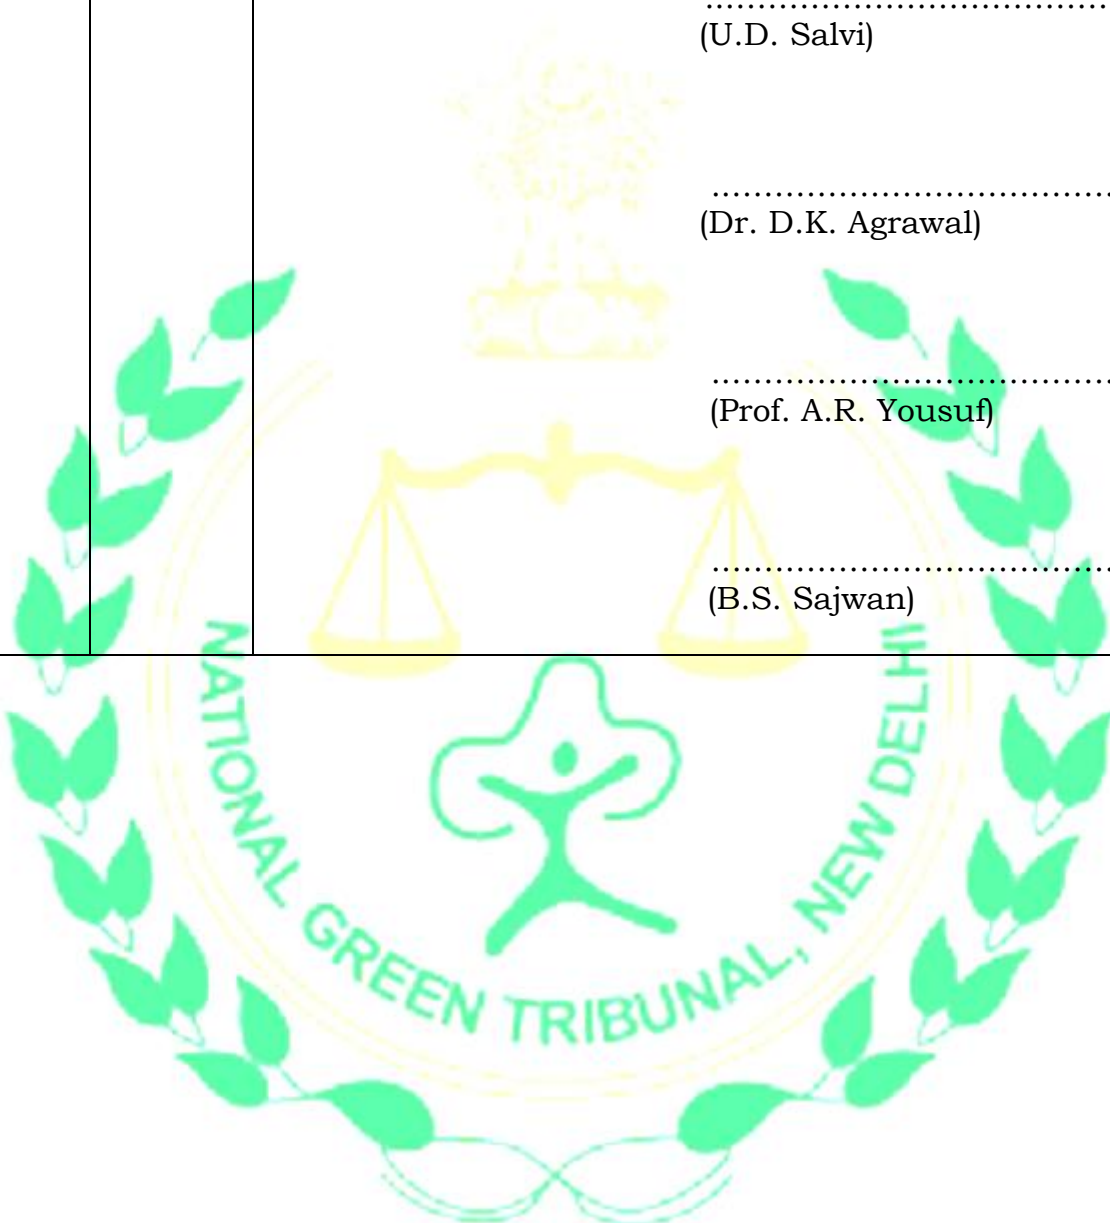 ……………………………………
(U.D. Salvi)
……………………………………
(Dr. D.K. Agrawal)
……………………………………
(Prof. A.R. Yousuf)
……………………………………
(B.S. Sajwan)
NATIONAL GREEN TRIBUNAL, NEW DELHI